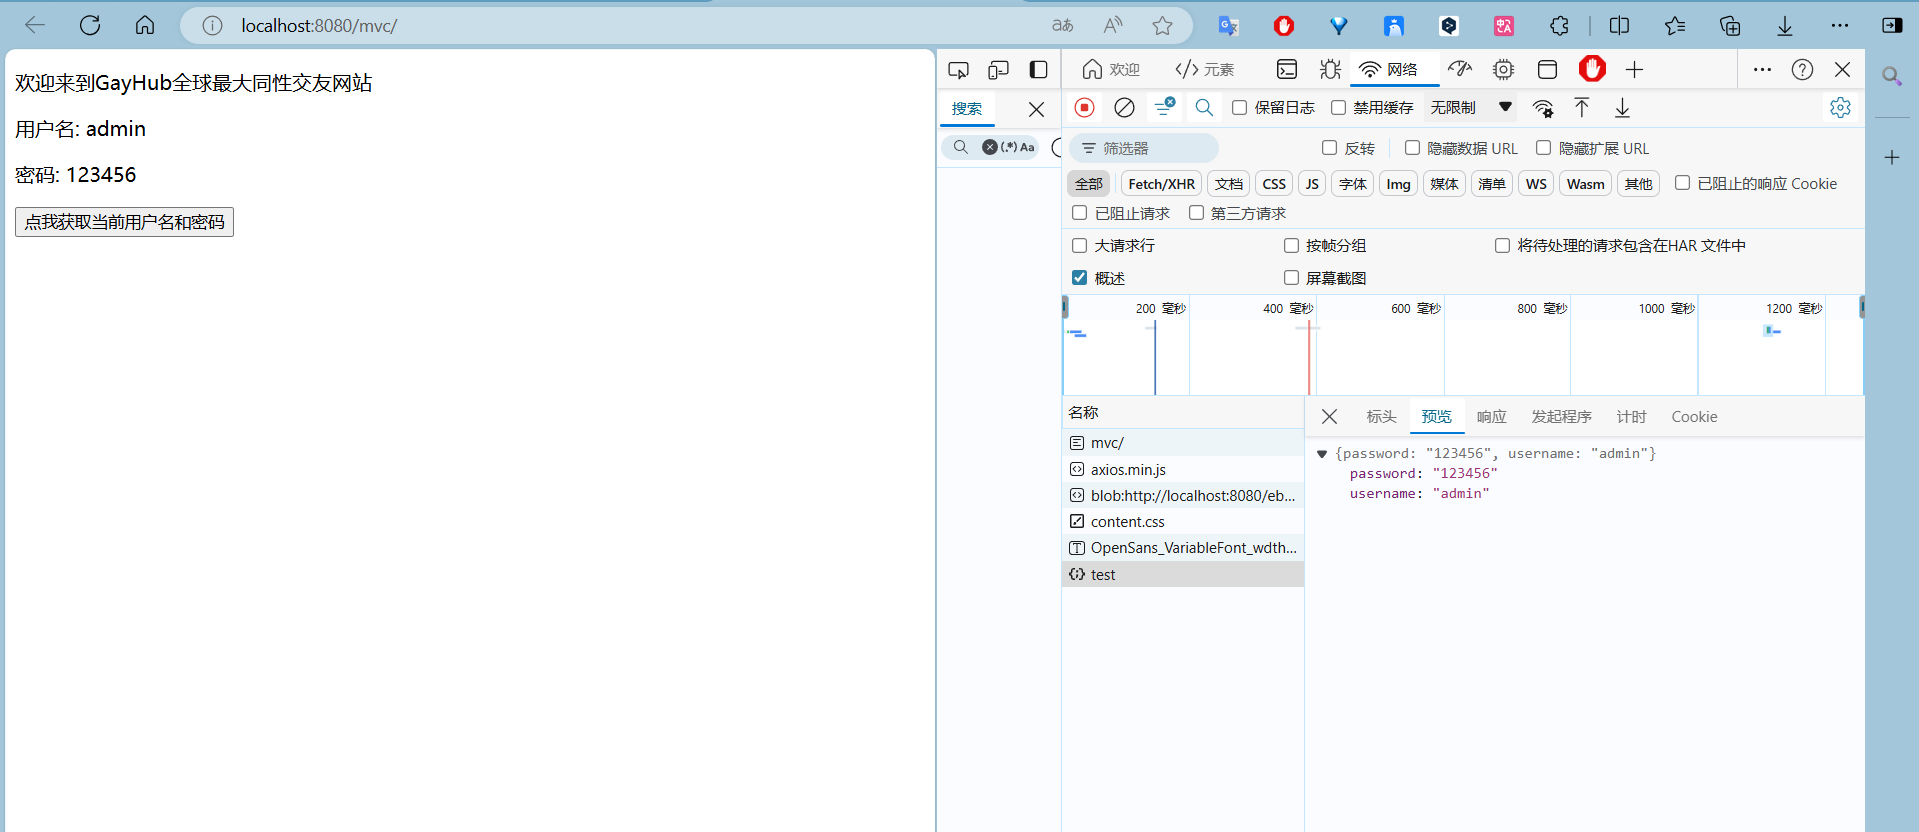 localhost:8080/mvc/
欢迎来到GayHub全球最大同性交友网站
用户名: admin
密码: 123456
点我获取当前用户名和密码
欢迎
元素
网络
搜索
保留日志
禁用缓存
无限制
(.*)
Aa
筛选器
反转
隐藏数据 URL
隐藏扩展 URL
全部
Fetch/XHR
文档
CSS
JS
字体
Img
媒体
清单
WS
Wasm
其他
已阻止的响应 Cookie
已阻止请求
第三方请求
大请求行
按帧分组
将待处理的请求包含在HAR 文件中
概述
屏幕截图
200 毫秒
400 毫秒
600 毫秒
800 毫秒
1000 毫秒
1200 毫秒
名称
mvc/
axios.min.js
blob:http://localhost:8080/eb...
content.css
OpenSans_VariableFont_wdth...
test
标头
预览
响应
发起程序
计时
Cookie
{password: "123456", username: "admin"}
password: "123456"
username: "admin"